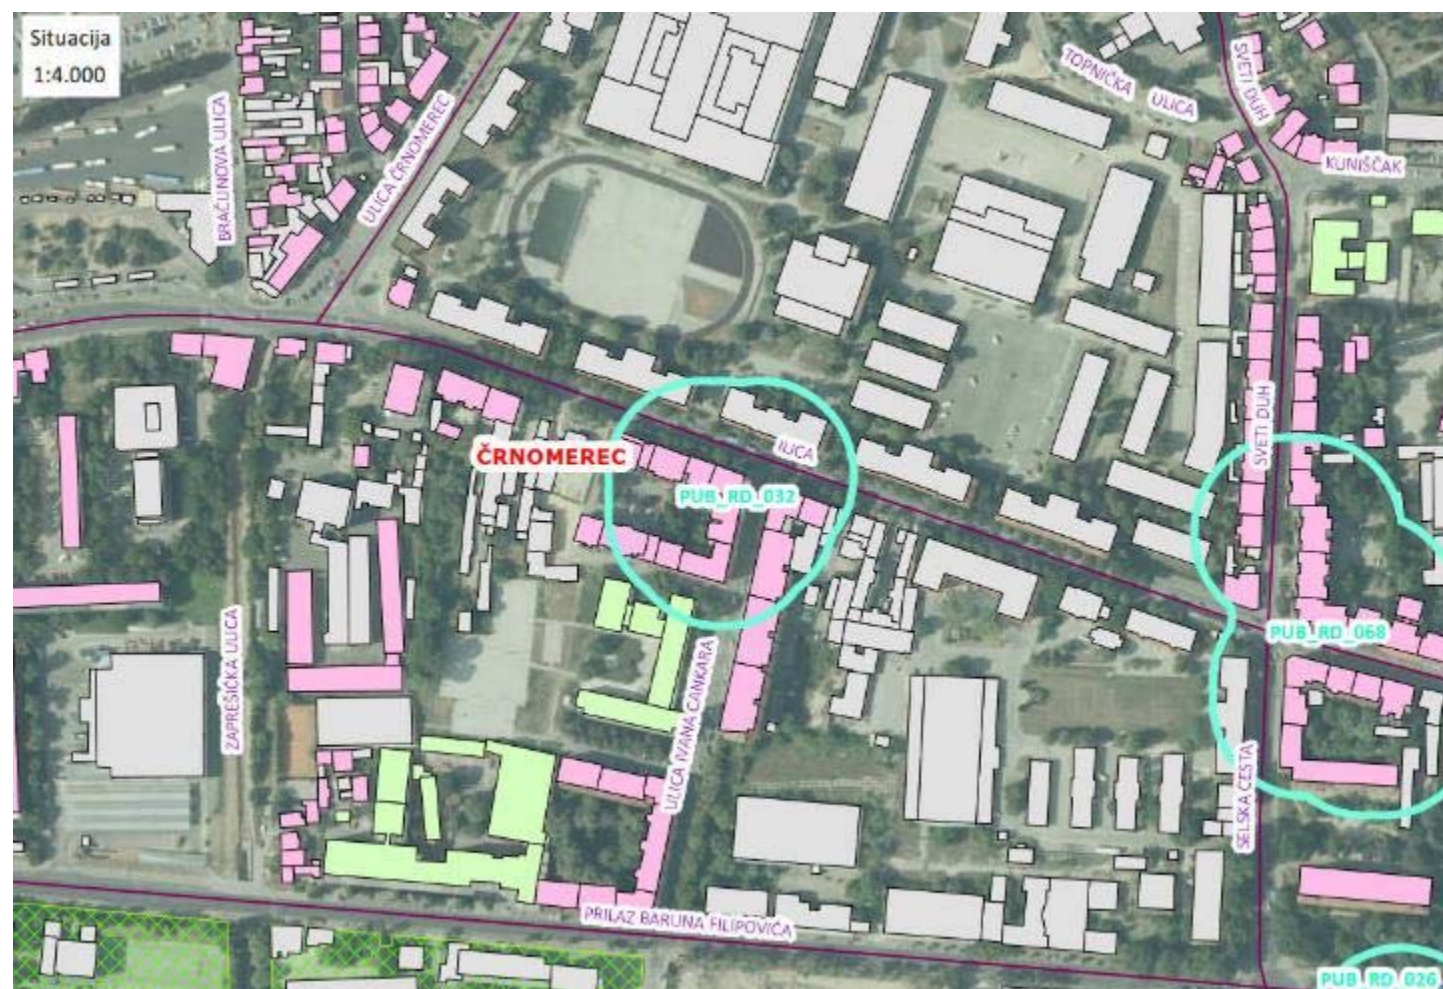 Situacija
1:4.000
BRAČUNOVA ULICA
ULICA ČRNOMEREC
TOPNIČKA ULICA
SVETI DUH
KUNIŠČAK
ILICA
SVETI DUH
ČRNOMEREC
PUB_RD_032
PUB_RD_068
ZAPREŠIČKA ULICA
ULICA IVANA CANKARA
SELSKA CESTA
PRILAZ BARUNA FILIPOVIĆA
PUB_RD_026